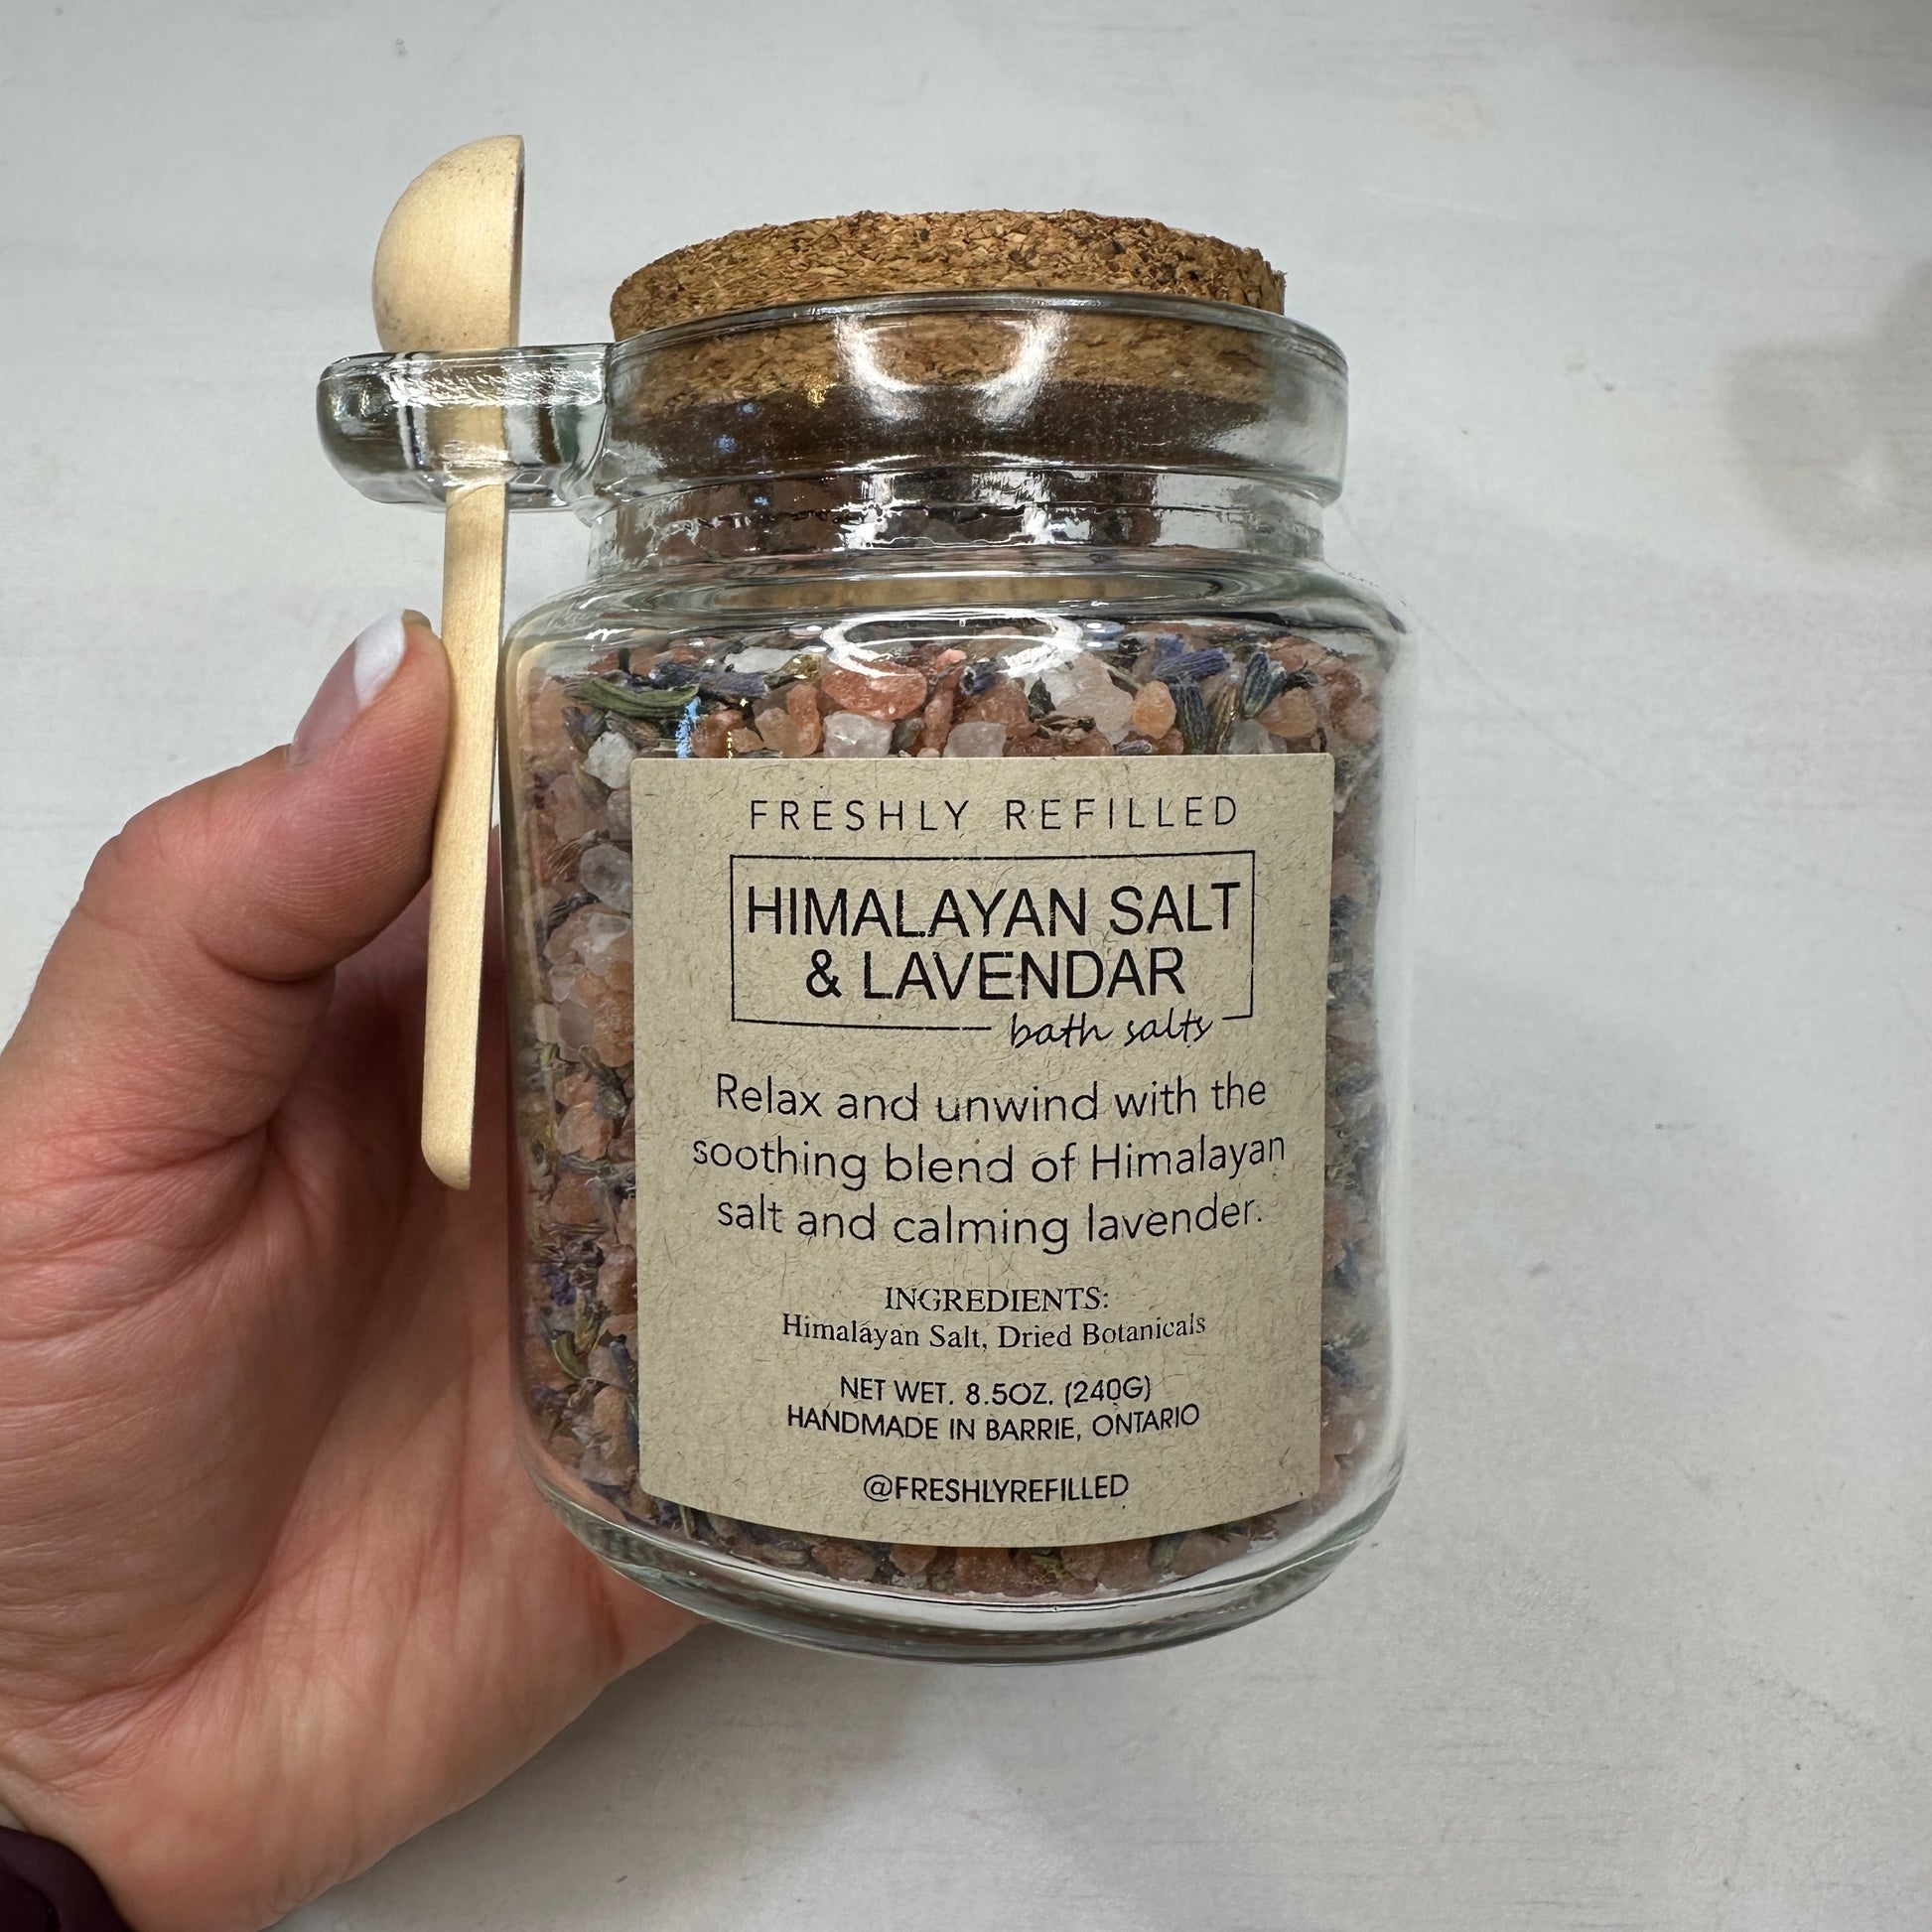 FRESHLY REFILLED
HIMALAYAN SALT
& LAVENDAR
bath salts
Relax and unwind with the
soothing blend of Himalayan
salt and calming lavender.
INGREDIENTS:
Himalayan Salt, Dried Botanicals
NET WET. 8.5OZ. (240G)
HANDMADE IN BARRIE, ONTARIO
@FRESHLYREFILLED